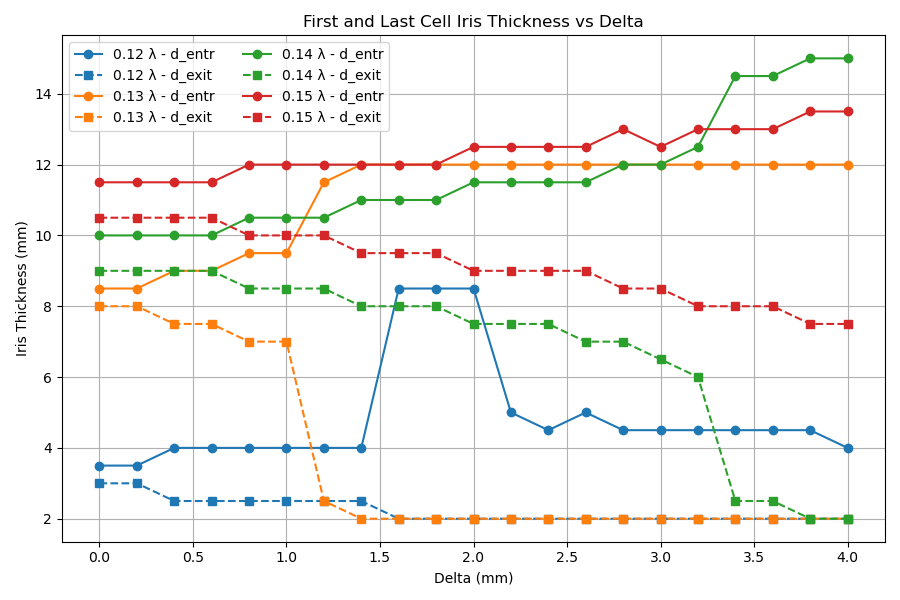 First and Last Cell Iris Thickness vs Delta
0.12 λ - d_entr
0.12 λ - d_exit
0.13 λ - d_entr
0.13 λ - d_exit
0.14 λ - d_entr
0.14 λ - d_exit
0.15 λ - d_entr
0.15 λ - d_exit
Iris Thickness (mm)
14
12
10
8
6
4
2
0.0 0.5 1.0 1.5 2.0 2.5 3.0 3.5 4.0
Delta (mm)